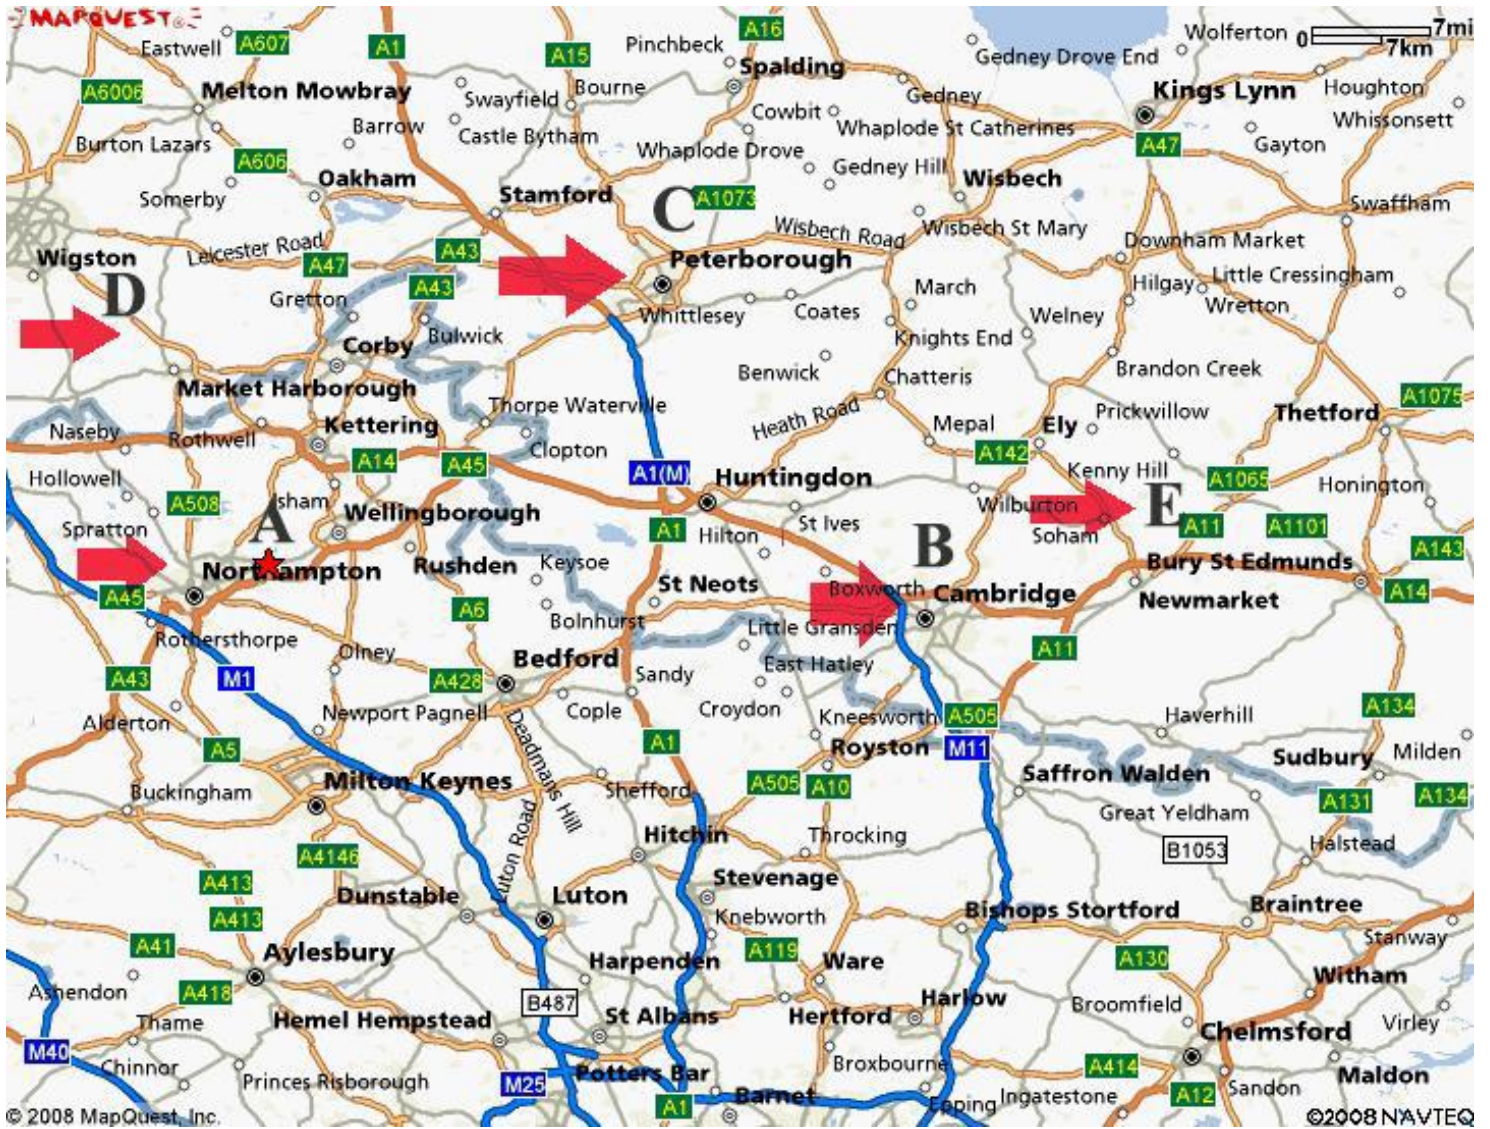 MAPQUEST
Eastwell
A607
A1
A15
Pinchbeck
A16
Gedney Drove End
Wolferton
0
7mi
7km
A6006
Melton Mowbray
Swayfield
Bourne
Spalding
Gedney
Kings Lynn
Houghton
Whissonsett
Burton Lazars
Barrow
Castle Bytham
Cowbit
Whaplode St Catherines
A47
Gayton
A606
Whaplode Drove
Gedney Hill
Somerby
Oakham
Stamford
C
A1073
Wisbech
Swaffham
Wigston
Leicester Road
A47
A43
Wisbech Road
Wisbech St Mary
Downham Market
D
Gretton
A43
Peterborough
March
Hilgay
Little Cressingham
Wretton
Bulwick
Whittlesey
Coates
Knights End
Welney
Corby
Benwick
Chatteris
Brandon Creek
Market Harborough
Thorpe Waterville
Heath Road
Prickwillow
Thetford
A1075
Naseby
Rothwell
Kettering
Clopton
Mepal
Ely
A142
Hollowell
A14
A45
A1(M)
Huntingdon
Kenny Hill
A1065
Honington
A508
Isham
Wellingborough
St Ives
Wilburton
E
Spratton
A
A1
Hilton
B
Soham
A11
A1101
A143
Northampton
Rushden
Keysoe
St Neots
Boxworth
Cambridge
Bury St Edmunds
A14
A45
A6
Bolnhurst
Little Gransden
Newmarket
Rothersthorpe
Olney
Bedford
East Hatley
A11
A43
M1
A428
Sandy
Alderton
Newport Pagnell
Deadmans Hill
Cople
Croydon
Kneesworth
A505
Haverhill
A134
A5
A1
Royston
M11
Sudbury
Milden
Milton Keynes
Saffron Walden
Buckingham
Shefford
A505
A10
Great Yeldham
A131
A134
Luton Road
Hitchin
Throcking
B1053
Halstead
A4146
A413
Dunstable
Luton
Stevenage
Bishops Stortford
Braintree
A413
Knebworth
Stanway
A41
Aylesbury
Harpenden
A119
Ware
A130
Witham
Ashendon
A418
B487
Harlow
Broomfield
Thame
Hemel Hempstead
St Albans
Hertford
Chelmsford
Virley
M40
Chinnor
Princes Risborough
M25
Potters Bar
Broxbourne
A414
Maldon
A1
Barnet
Epping
Ingatestone
A12
Sandon
© 2008 MapQuest, Inc.
©2008 NAVTEQ